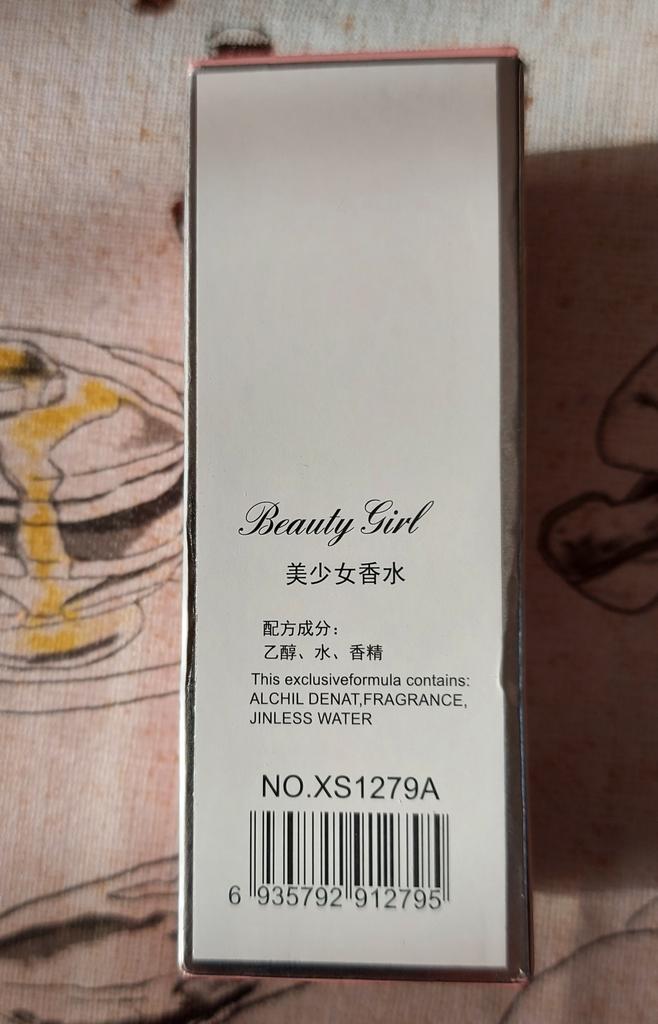 Beauty Girl
美少女香水
配方成分：
乙醇、水、香精
This exclusiveformula contains:
ALCHIL DENAT,FRAGRANCE,
JINLESS WATER
NO.XS1279A
6 935792 912795